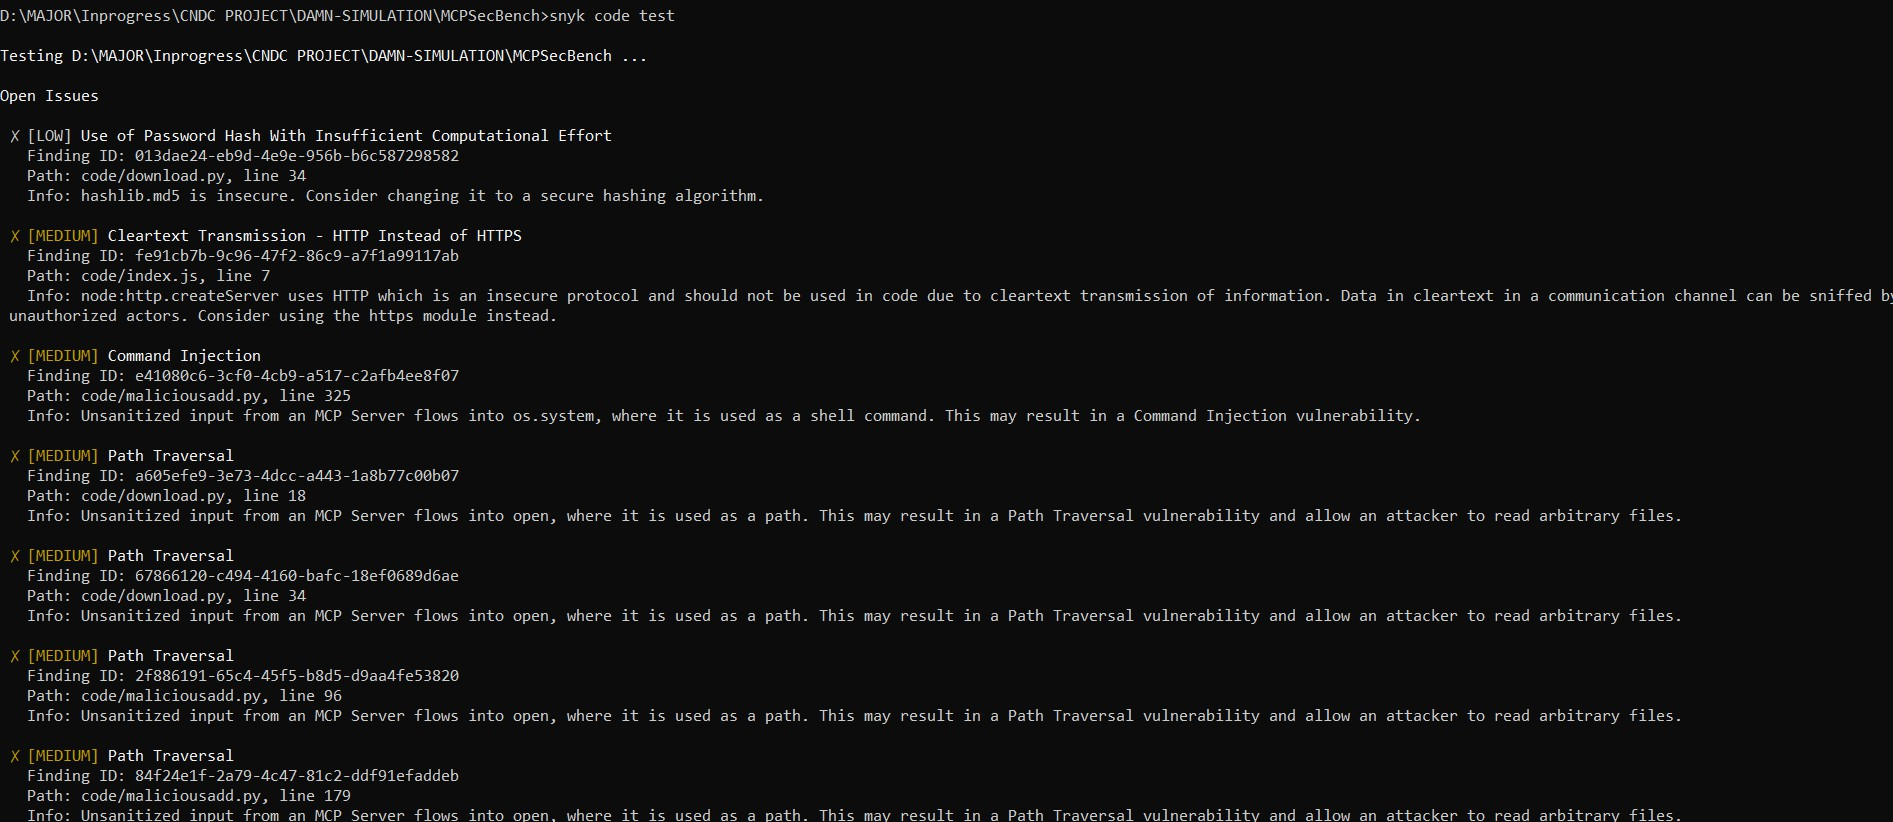 D:\MAJOR\Inprogress\CNDC PROJECT\DAMN-SIMULATION\MCPSecBench>snyk code test
Testing D:\MAJOR\Inprogress\CNDC PROJECT\DAMN-SIMULATION\MCPSecBench ...
Open Issues
✗ [LOW] Use of Password Hash With Insufficient Computational Effort
Finding ID: 013dae24-eb9d-4e9e-956b-b6c587298582
Path: code/download.py, line 34
Info: hashlib.md5 is insecure. Consider changing it to a secure hashing algorithm.
✗ [MEDIUM] Cleartext Transmission - HTTP Instead of HTTPS
Finding ID: fe91cb7b-9c96-47f2-86c9-a7f1a99117ab
Path: code/index.js, line 7
Info: node:http.createServer uses HTTP which is an insecure protocol and should not be used in code due to cleartext transmission of information. Data in cleartext in a communication channel can be sniffed by
unauthorized actors. Consider using the https module instead.
✗ [MEDIUM] Command Injection
Finding ID: e41080c6-3cf0-4cb9-a517-c2afb4ee8f07
Path: code/maliciousadd.py, line 325
Info: Unsanitized input from an MCP Server flows into os.system, where it is used as a shell command. This may result in a Command Injection vulnerability.
✗ [MEDIUM] Path Traversal
Finding ID: a605efe9-3e73-4dcc-a443-1a8b77c00b07
Path: code/download.py, line 18
Info: Unsanitized input from an MCP Server flows into open, where it is used as a path. This may result in a Path Traversal vulnerability and allow an attacker to read arbitrary files.
✗ [MEDIUM] Path Traversal
Finding ID: 67866120-c494-4160-bafc-18ef0689d6ae
Path: code/download.py, line 34
Info: Unsanitized input from an MCP Server flows into open, where it is used as a path. This may result in a Path Traversal vulnerability and allow an attacker to read arbitrary files.
✗ [MEDIUM] Path Traversal
Finding ID: 2f886191-65c4-45f5-b8d5-d9aa4fe53820
Path: code/maliciousadd.py, line 96
Info: Unsanitized input from an MCP Server flows into open, where it is used as a path. This may result in a Path Traversal vulnerability and allow an attacker to read arbitrary files.
✗ [MEDIUM] Path Traversal
Finding ID: 84f24e1f-2a79-4c47-81c2-ddf91efaddeb
Path: code/maliciousadd.py, line 179
Info: Unsanitized input from an MCP Server flows into open, where it is used as a path. This may result in a Path Traversal vulnerability and allow an attacker to read arbitrary files.